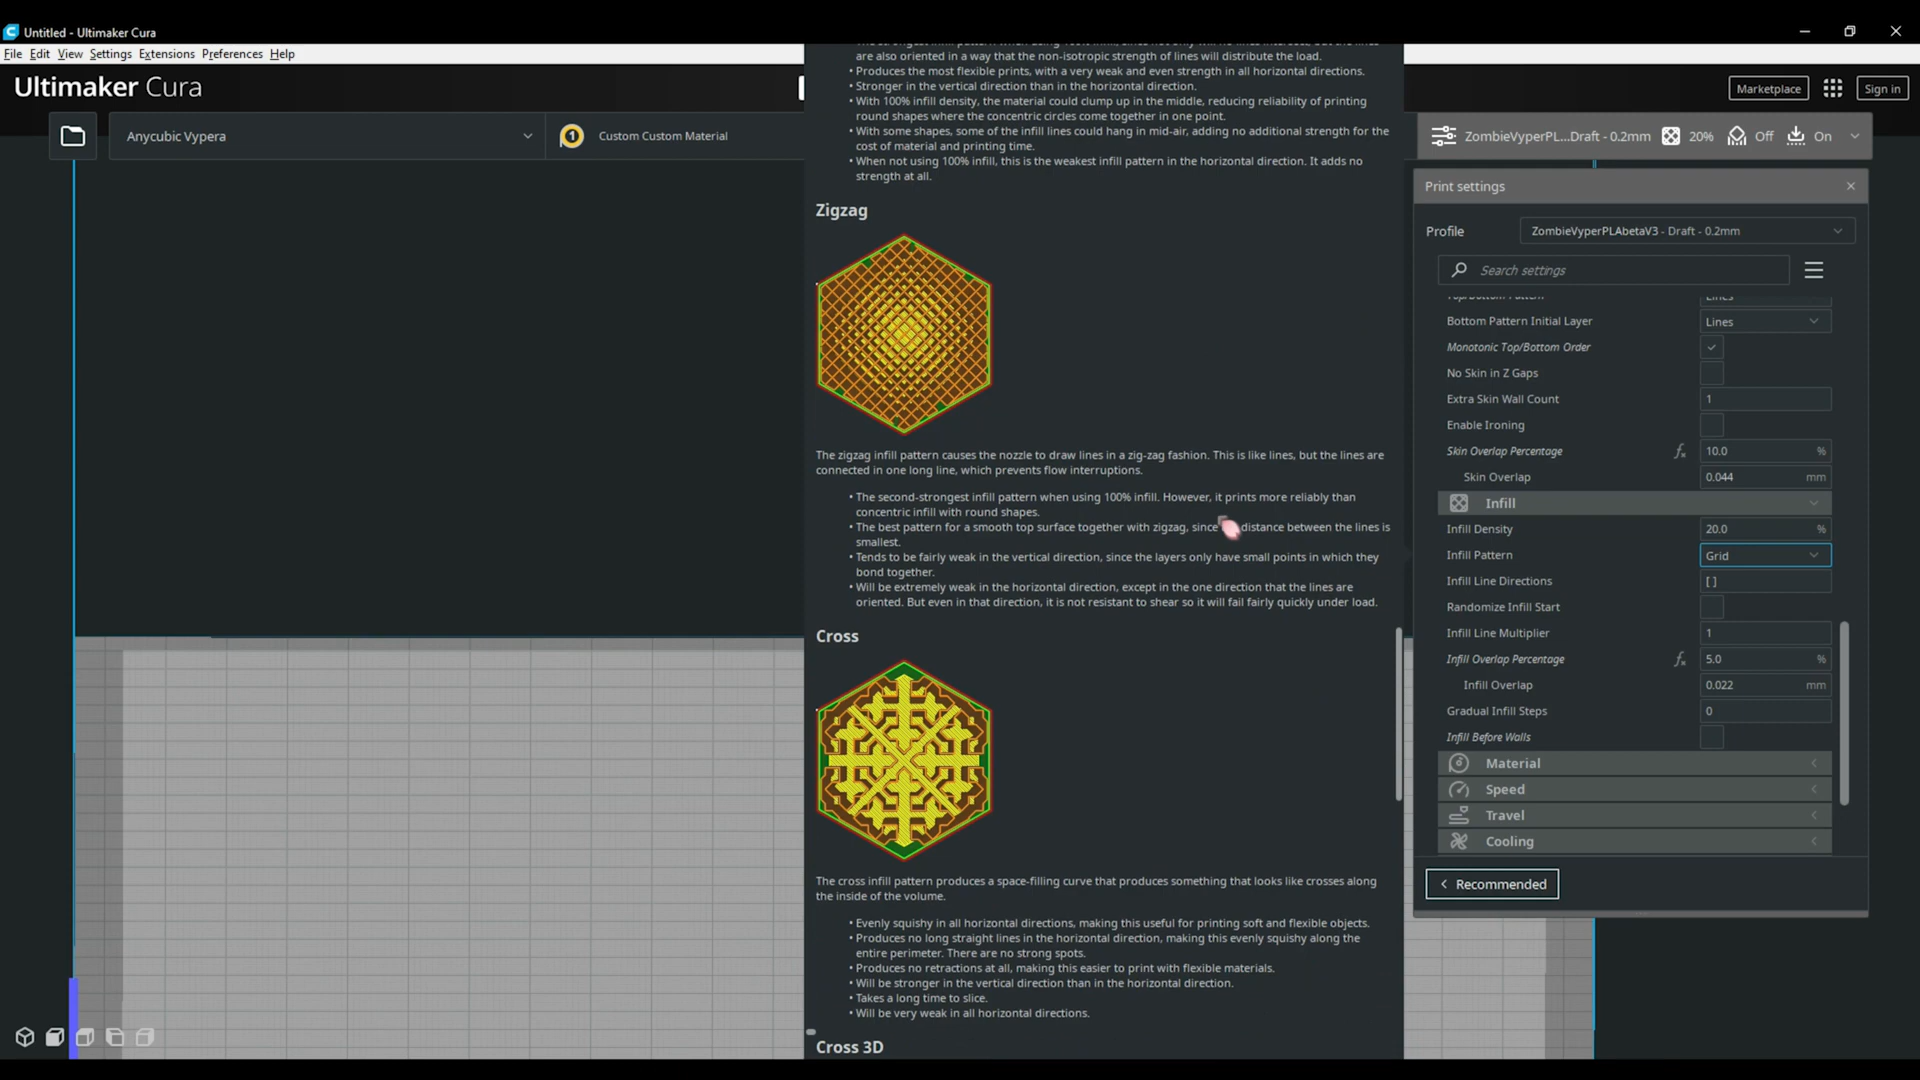 Untitled - Ultimaker Cura
File Edit View Settings Extensions Preferences Help
Ultimaker Cura
Marketplace
Sign in
Anycubic Vypera
1
Custom Custom Material
ZombieVyperPL...Draft - 0.2mm
20%
Off
On
are also oriented in a way that the non-isotropic strength of lines will distribute the load.
• Produces the most flexible prints, with a very weak and even strength in all horizontal directions.
• Stronger in the vertical direction than in the horizontal direction.
• With 100% infill density, the material could clump up in the middle, reducing reliability of printing
round shapes where the concentric circles come together in one point.
• With some shapes, some of the infill lines could hang in mid-air, adding no additional strength for the
cost of material and printing time.
• When not using 100% infill, this is the weakest infill pattern in the horizontal direction. It adds no
strength at all.
Zigzag
The zigzag infill pattern causes the nozzle to draw lines in a zig-zag fashion. This is like lines, but the lines are
connected in one long line, which prevents flow interruptions.
• The second-strongest infill pattern when using 100% infill. However, it prints more reliably than
concentric infill with round shapes.
• The best pattern for a smooth top surface together with zigzag, since distance between the lines is
smallest.
• Tends to be fairly weak in the vertical direction, since the layers only have small points in which they
bond together.
• Will be extremely weak in the horizontal direction, except in the one direction that the lines are
oriented. But even in that direction, it is not resistant to shear so it will fail fairly quickly under load.
Cross
The cross infill pattern produces a space-filling curve that produces something that looks like crosses along
the inside of the volume.
• Evenly squishy in all horizontal directions, making this useful for printing soft and flexible objects.
• Produces no long straight lines in the horizontal direction, making this evenly squishy along the
entire perimeter. There are no strong spots.
• Produces no retractions at all, making this easier to print with flexible materials.
• Will be stronger in the vertical direction than in the horizontal direction.
• Takes a long time to slice.
• Will be very weak in all horizontal directions.
Cross 3D
Print settings
Profile
ZombieVyperPLAbetaV3 - Draft - 0.2mm
Search settings
Bottom Pattern Initial Layer Lines
Monotonic Top/Bottom Order
No Skin in Z Gaps
Extra Skin Wall Count 1
Enable Ironing
Skin Overlap Percentage 10.0 %
Skin Overlap 0.044 mm
Infill
Infill Density 20.0 %
Infill Pattern Grid
Infill Line Directions [ ]
Randomize Infill Start
Infill Line Multiplier 1
Infill Overlap Percentage 5.0 %
Infill Overlap 0.022 mm
Gradual Infill Steps 0
Infill Before Walls
Material
Speed
Travel
Cooling
Recommended